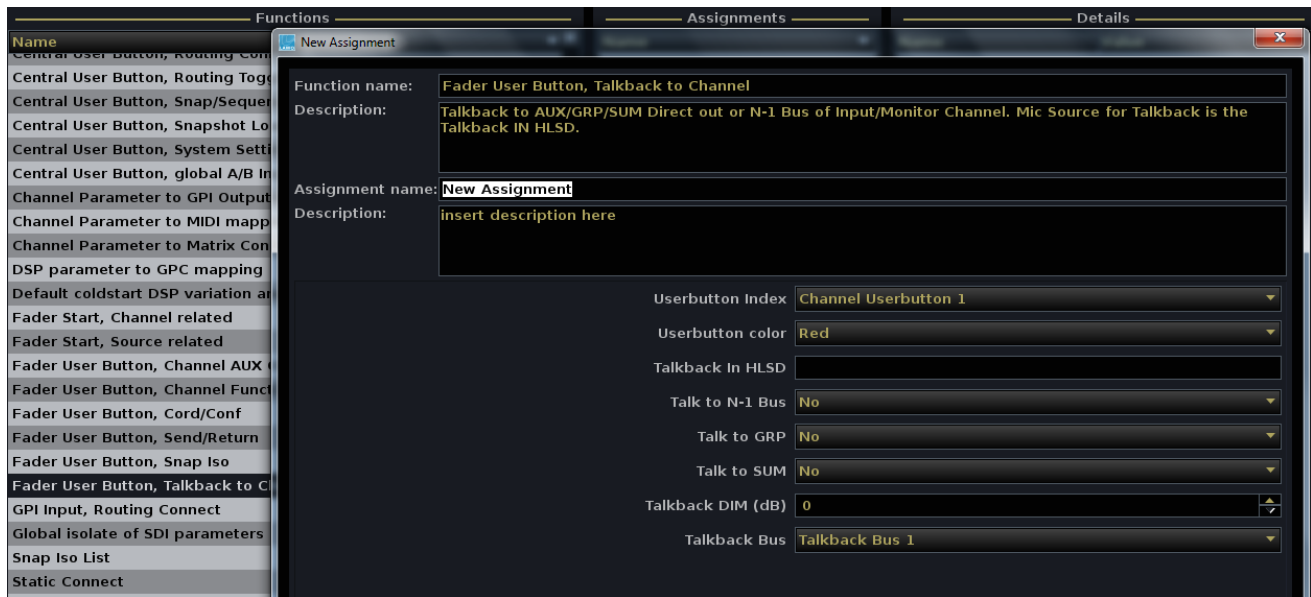 Functions
Assignments
Details
Name
New Assignment
Central User Button, Routing Con
Central User Button, Routing Togg
Central User Button, Snap/Sequen
Central User Button, Snapshot Lo
Central User Button, System Setti
Central User Button, global A/B In
Channel Parameter to GPI Output
Channel Parameter to MIDI mapp
Channel Parameter to Matrix Con
DSP parameter to GPC mapping
Default coldstart DSP variation an
Fader Start, Channel related
Fader Start, Source related
Fader User Button, Channel AUX
Fader User Button, Channel Funct
Fader User Button, Cord/Conf
Fader User Button, Send/Return
Fader User Button, Snap Iso
Fader User Button, Talkback to C
GPI Input, Routing Connect
Global isolate of SDI parameters
Snap Iso List
Static Connect
Function name: Fader User Button, Talkback to Channel
Description: Talkback to AUX/GRP/SUM Direct out or N-1 Bus of Input/Monitor Channel. Mic Source for Talkback is the
Talkback IN HLSD.
Assignment name: New Assignment
Description: insert description here
Userbutton Index Channel Userbutton 1
Userbutton color Red
Talkback In HLSD
Talk to N-1 Bus No
Talk to GRP No
Talk to SUM No
Talkback DIM (dB) 0
Talkback Bus Talkback Bus 1